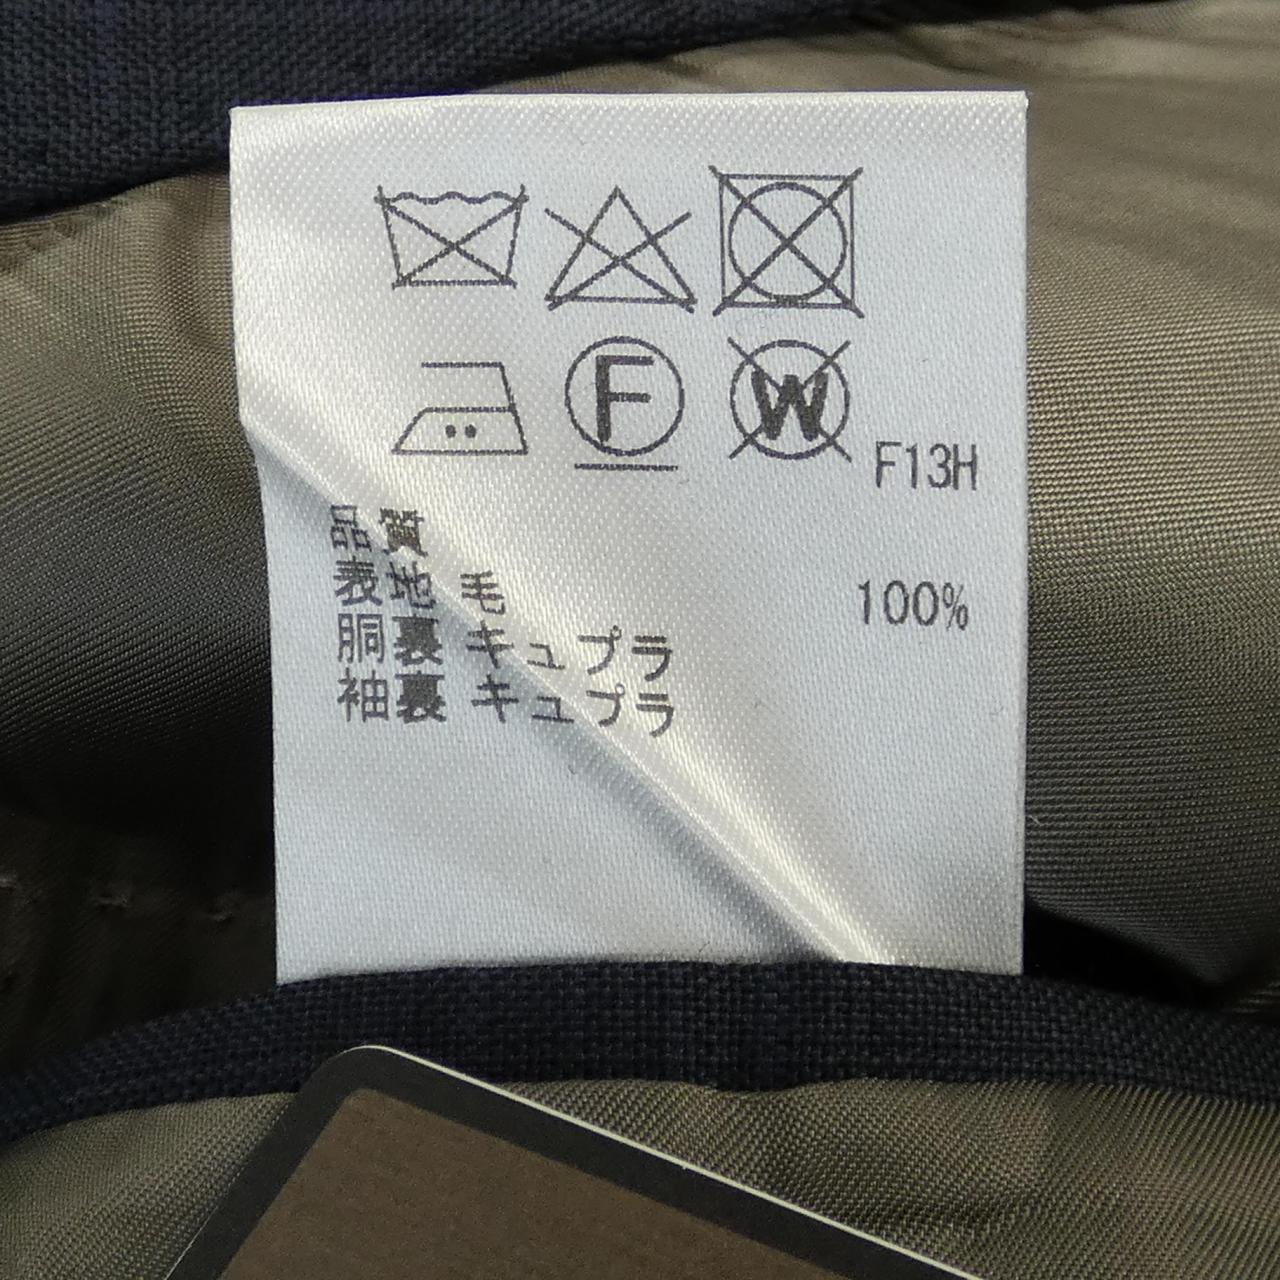 F
W
F13H
品質
表地 毛 100%
胴裏 キュプラ
袖裏 キュプラ